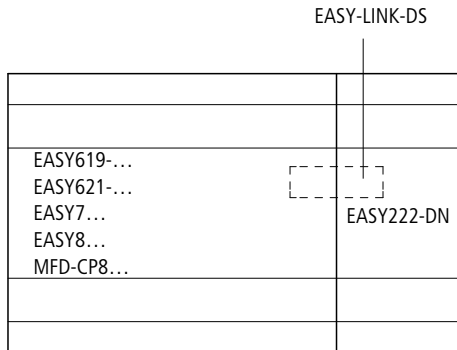 EASY-LINK-DS
EASY619-…
EASY621-…
EASY7…
EASY8…
MFD-CP8…
EASY222-DN